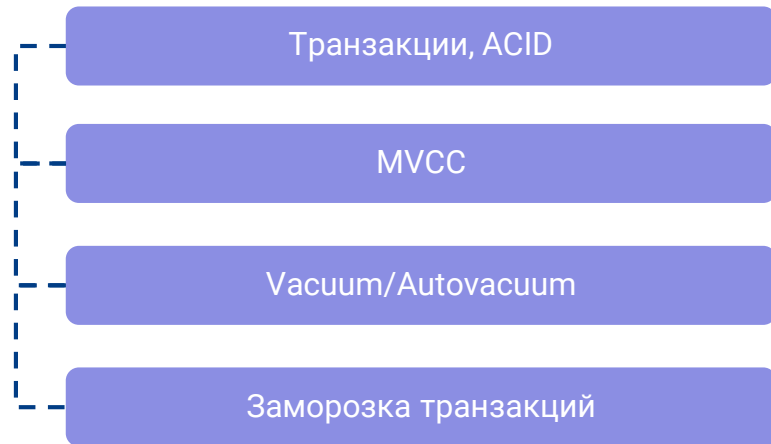 Транзакции, ACID
MVCC
Vacuum/Autovacuum
Заморозка транзакций